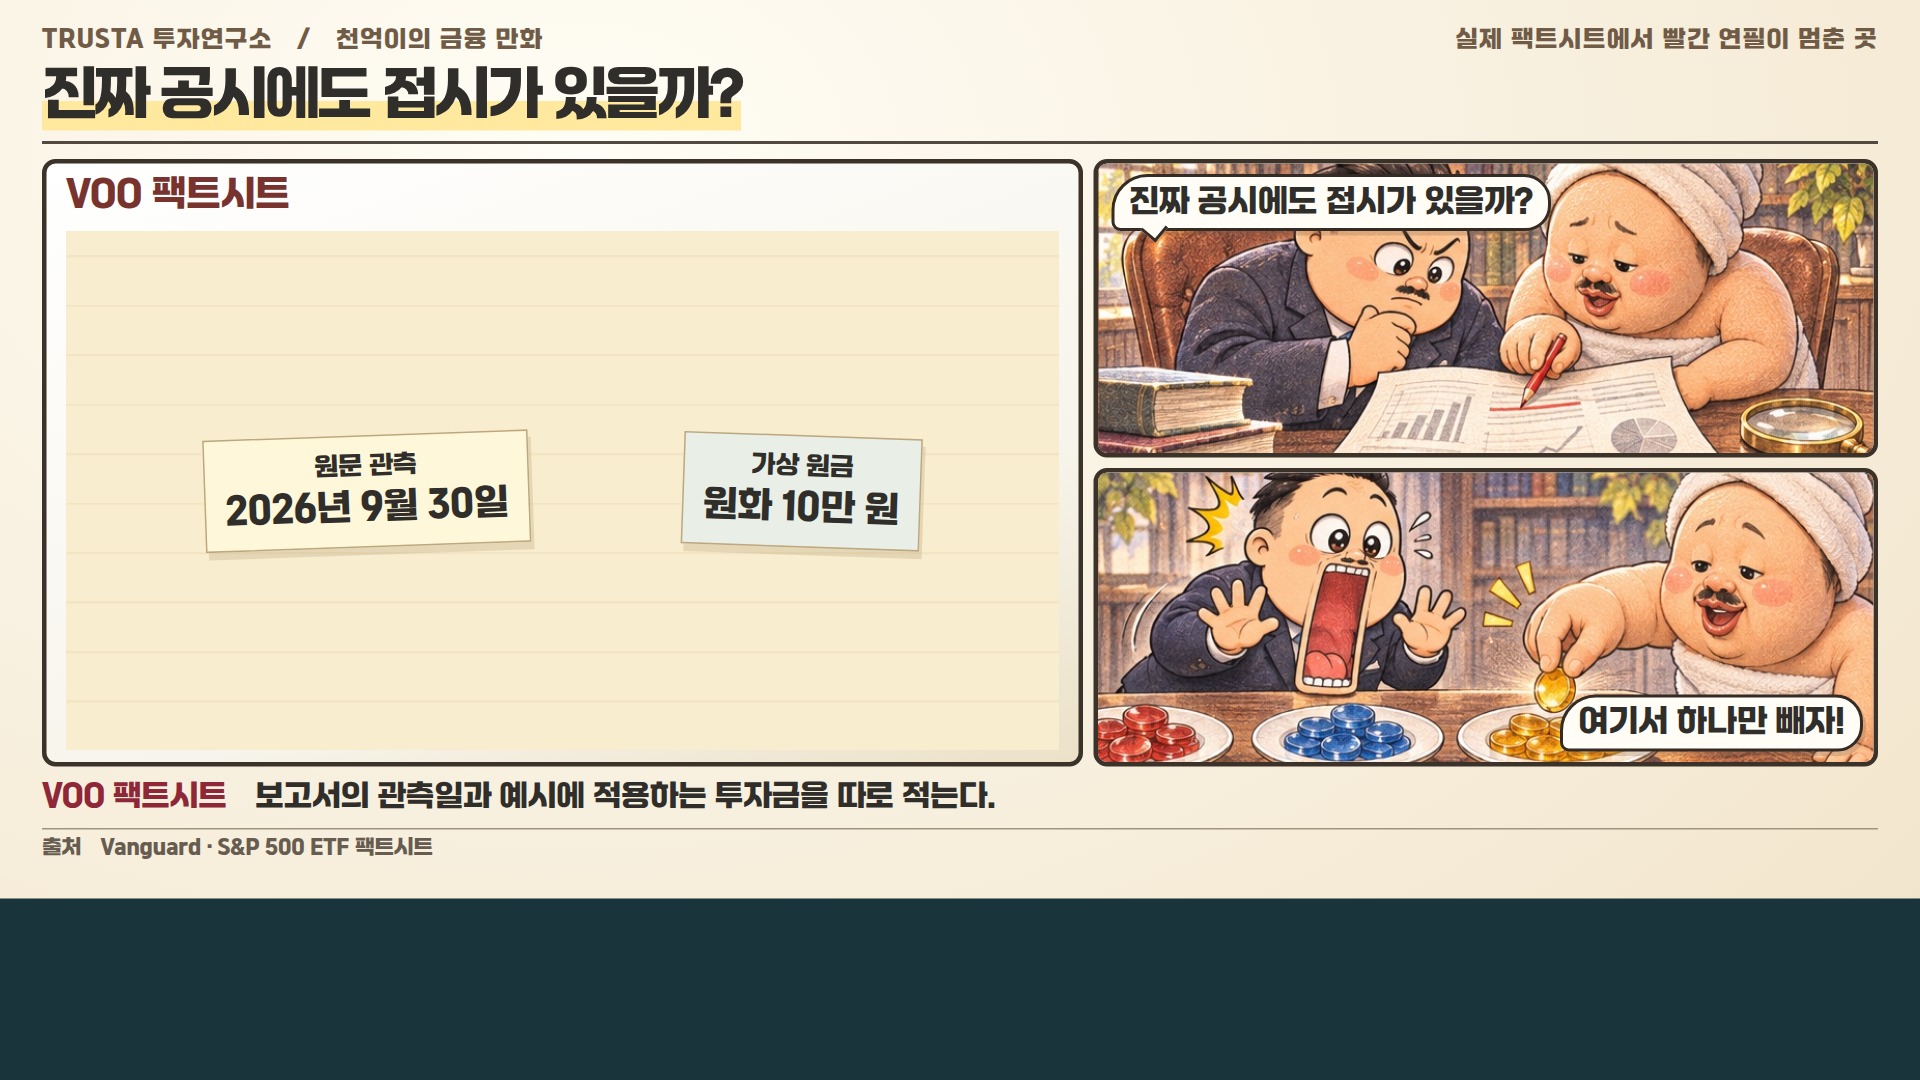 TRUSTA 투자연구소 / 천억이의 금융 만화
실제 팩트시트에서 빨간 연필이 멈춘 곳
진짜 공시에도 접시가 있을까?
VOO 팩트시트
원문 관측
2026년 9월 30일
가상 원금
원화 10만 원
진짜 공시에도 접시가 있을까?
여기서 하나만 빼자!
VOO 팩트시트 보고서의 관측일과 예시에 적용하는 투자금을 따로 적는다.
출처 Vanguard · S&P 500 ETF 팩트시트